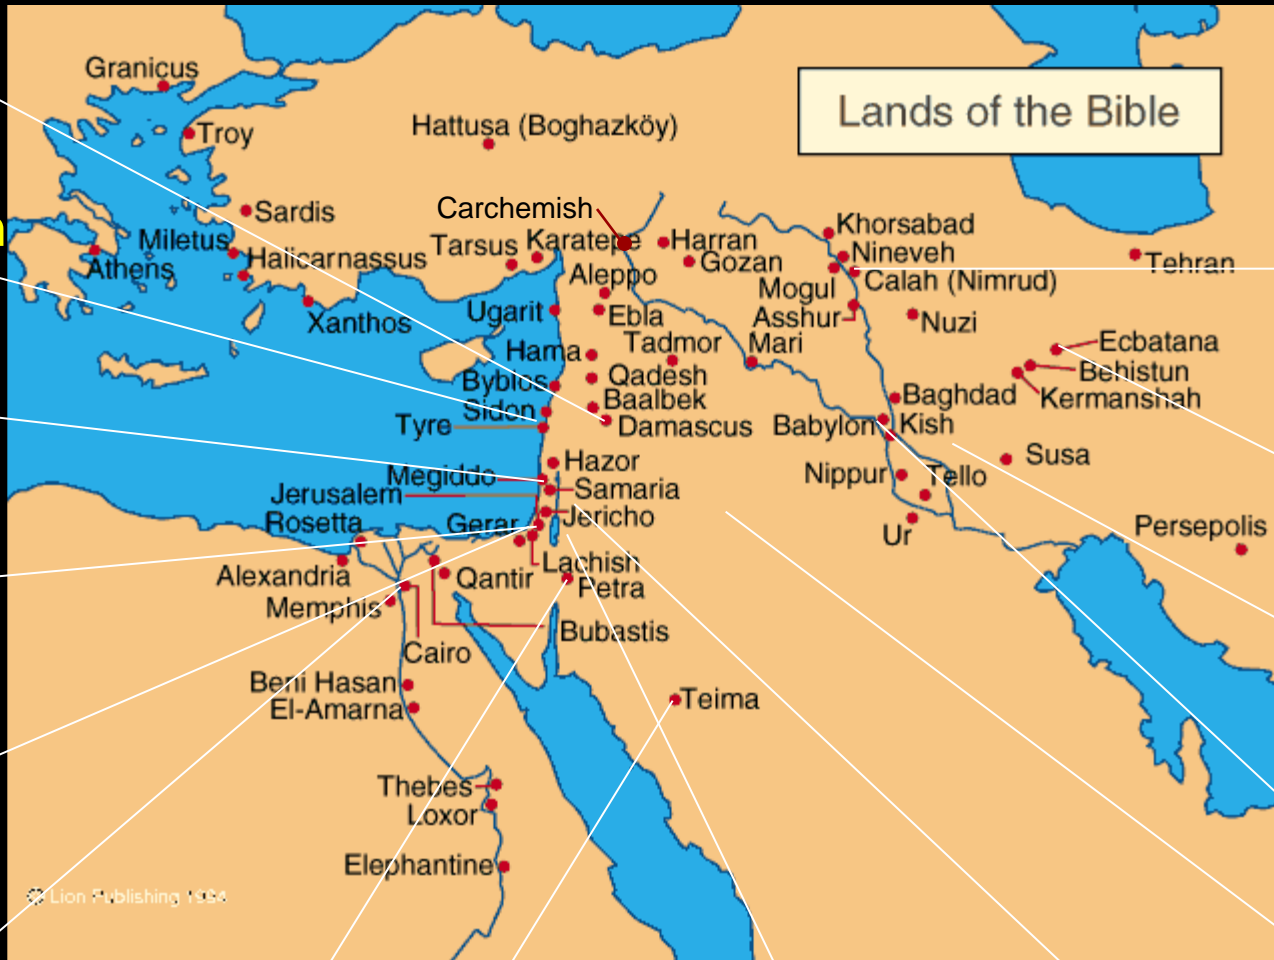 Granicus
Lands of the Bible
Troy
Hattusa (Boghazköy)
Carchemish
Sardis
Khorsabad
Miletus
Tarsus
Karatepe
Harran
Nineveh
Athens
Halicarnassus
Gozan
Tehran
Aleppo
Calah (Nimrud)
Mogul
Xanthos
Ugarit
Ebla
Asshur
Nuzi
Hama
Tadmor
Mari
Ecbatana
Byblos
Qadesh
Behistun
Sidon
Baalbek
Baghdad
Kermanshah
Tyre
Damascus
Babylon
Kish
Hazor
Susa
Megiddo
Samaria
Nippur
Tello
Jerusalem
Rosetta
Gerar
Jericho
Ur
Persepolis
Lachish
Alexandria
Qantir
Petra
Memphis
Bubastis
Cairo
Beni Hasan
El-Amarna
Teima
Thebes
Loxor
Elephantine
© Lion Publishing 1984